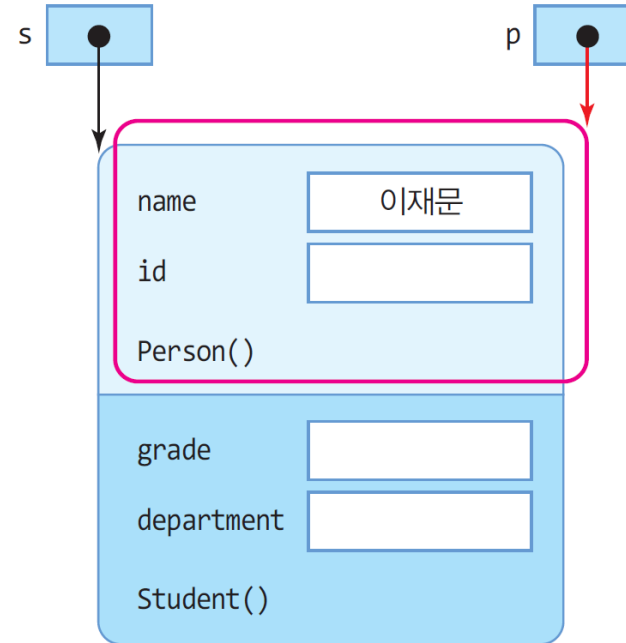 s
p
name 이재문
id
Person()
grade
department
Student()